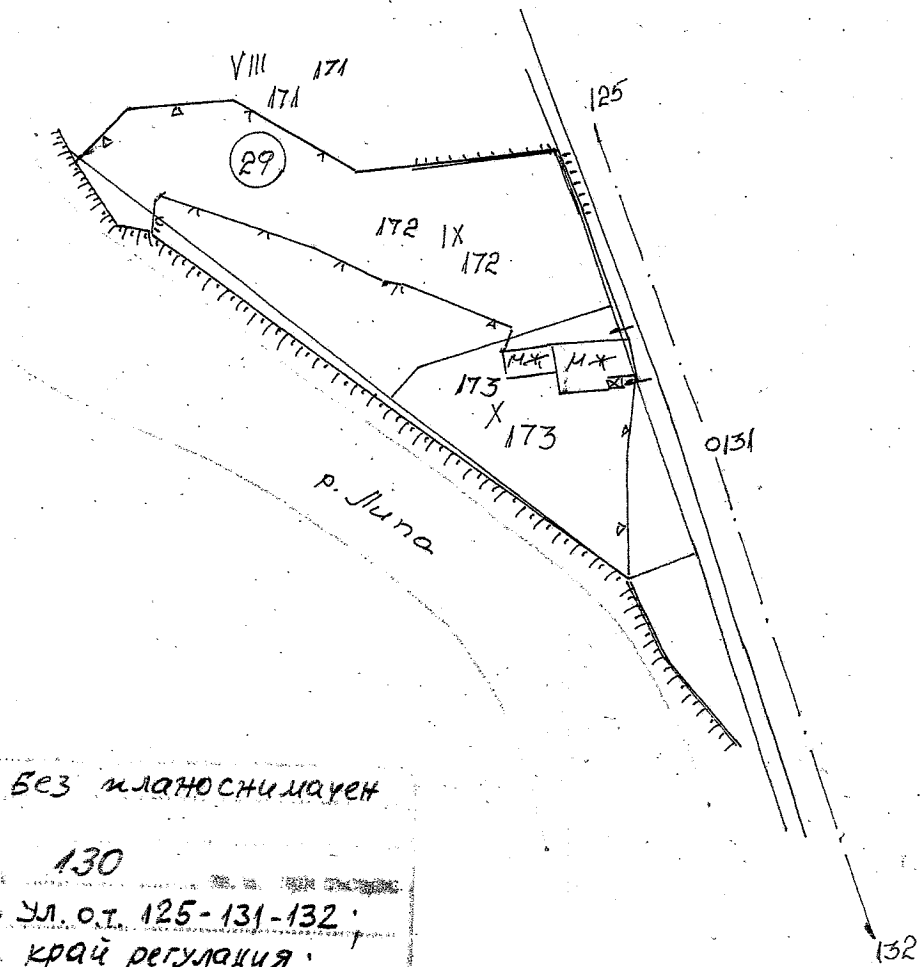 VIII 171
171
125
29
172 IX
172
МЖ МЖ
173
X
173
0131
р. Липа
Без планоснимачен
130
Ул. о.т. 125-131-132;
край регулация.
132